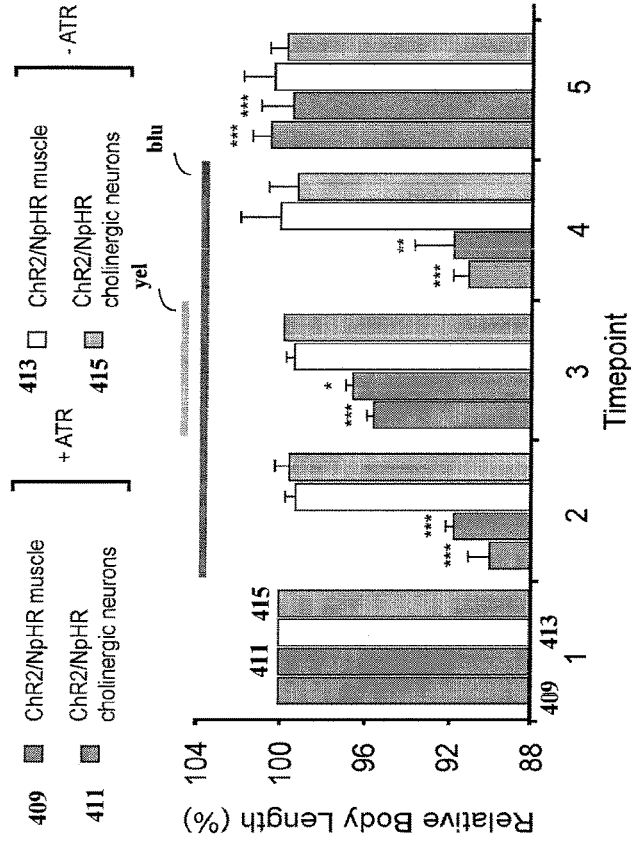 409 ChR2/NpHR muscle
411 ChR2/NpHR
cholinergic neurons
+ ATR
413 ChR2/NpHR muscle
415 ChR2/NpHR
cholinergic neurons
- ATR
yel
blu
Relative Body Length (%)
104
100
96
92
88
411
415
409
413
***
***
***
*
***
**
***
***
1
2
3
4
5
Timepoint